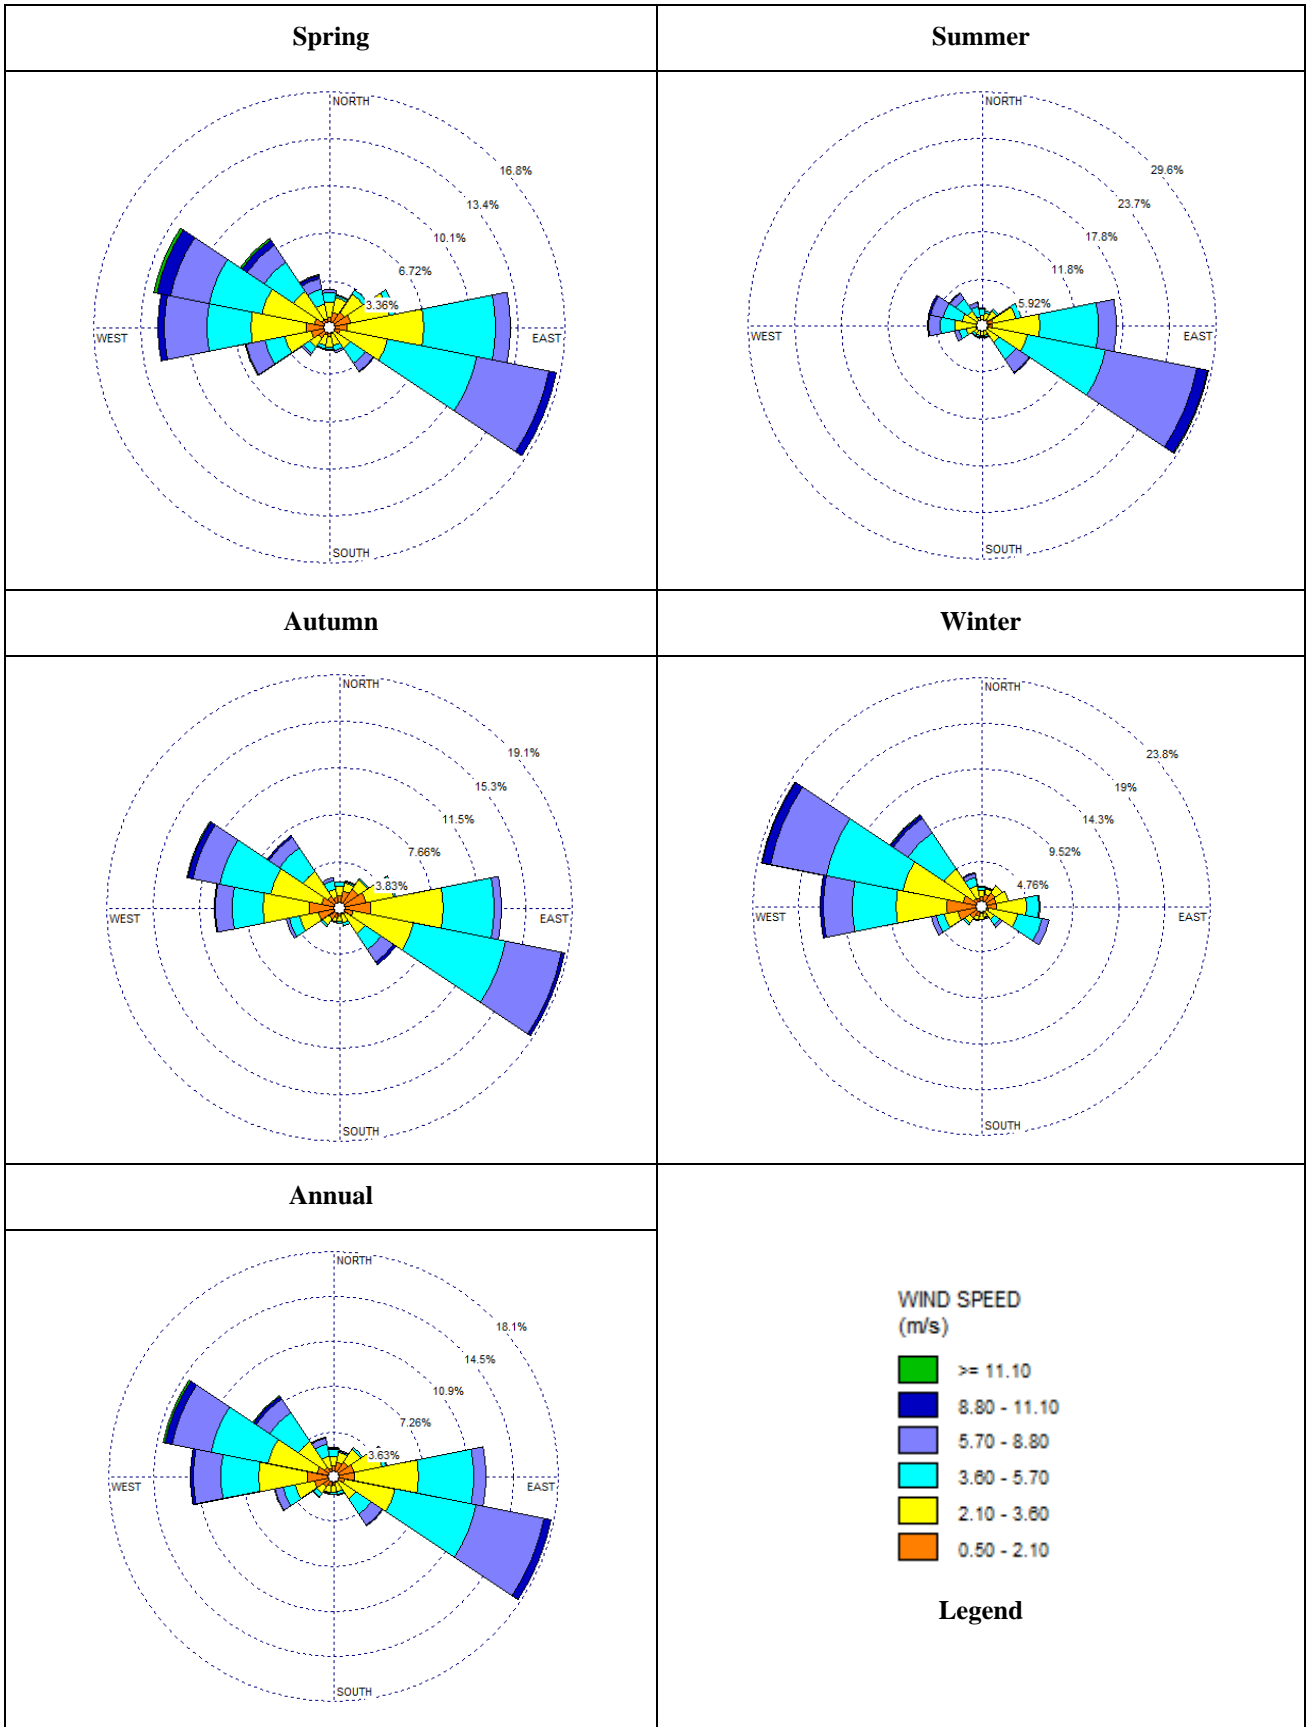 Spring
Summer
NORTH
16.8%
13.4%
10.1%
6.72%
3.36%
WEST
EAST
SOUTH
NORTH
29.6%
23.7%
17.8%
11.8%
5.92%
WEST
EAST
SOUTH
Autumn
Winter
NORTH
19.1%
15.3%
11.5%
7.66%
3.83%
WEST
EAST
SOUTH
NORTH
23.8%
19%
14.3%
9.52%
4.76%
WEST
EAST
SOUTH
Annual
NORTH
18.1%
14.5%
10.9%
7.26%
3.63%
WEST
EAST
SOUTH
WIND SPEED
(m/s)
>= 11.10
8.80 - 11.10
5.70 - 8.80
3.60 - 5.70
2.10 - 3.60
0.50 - 2.10
Legend